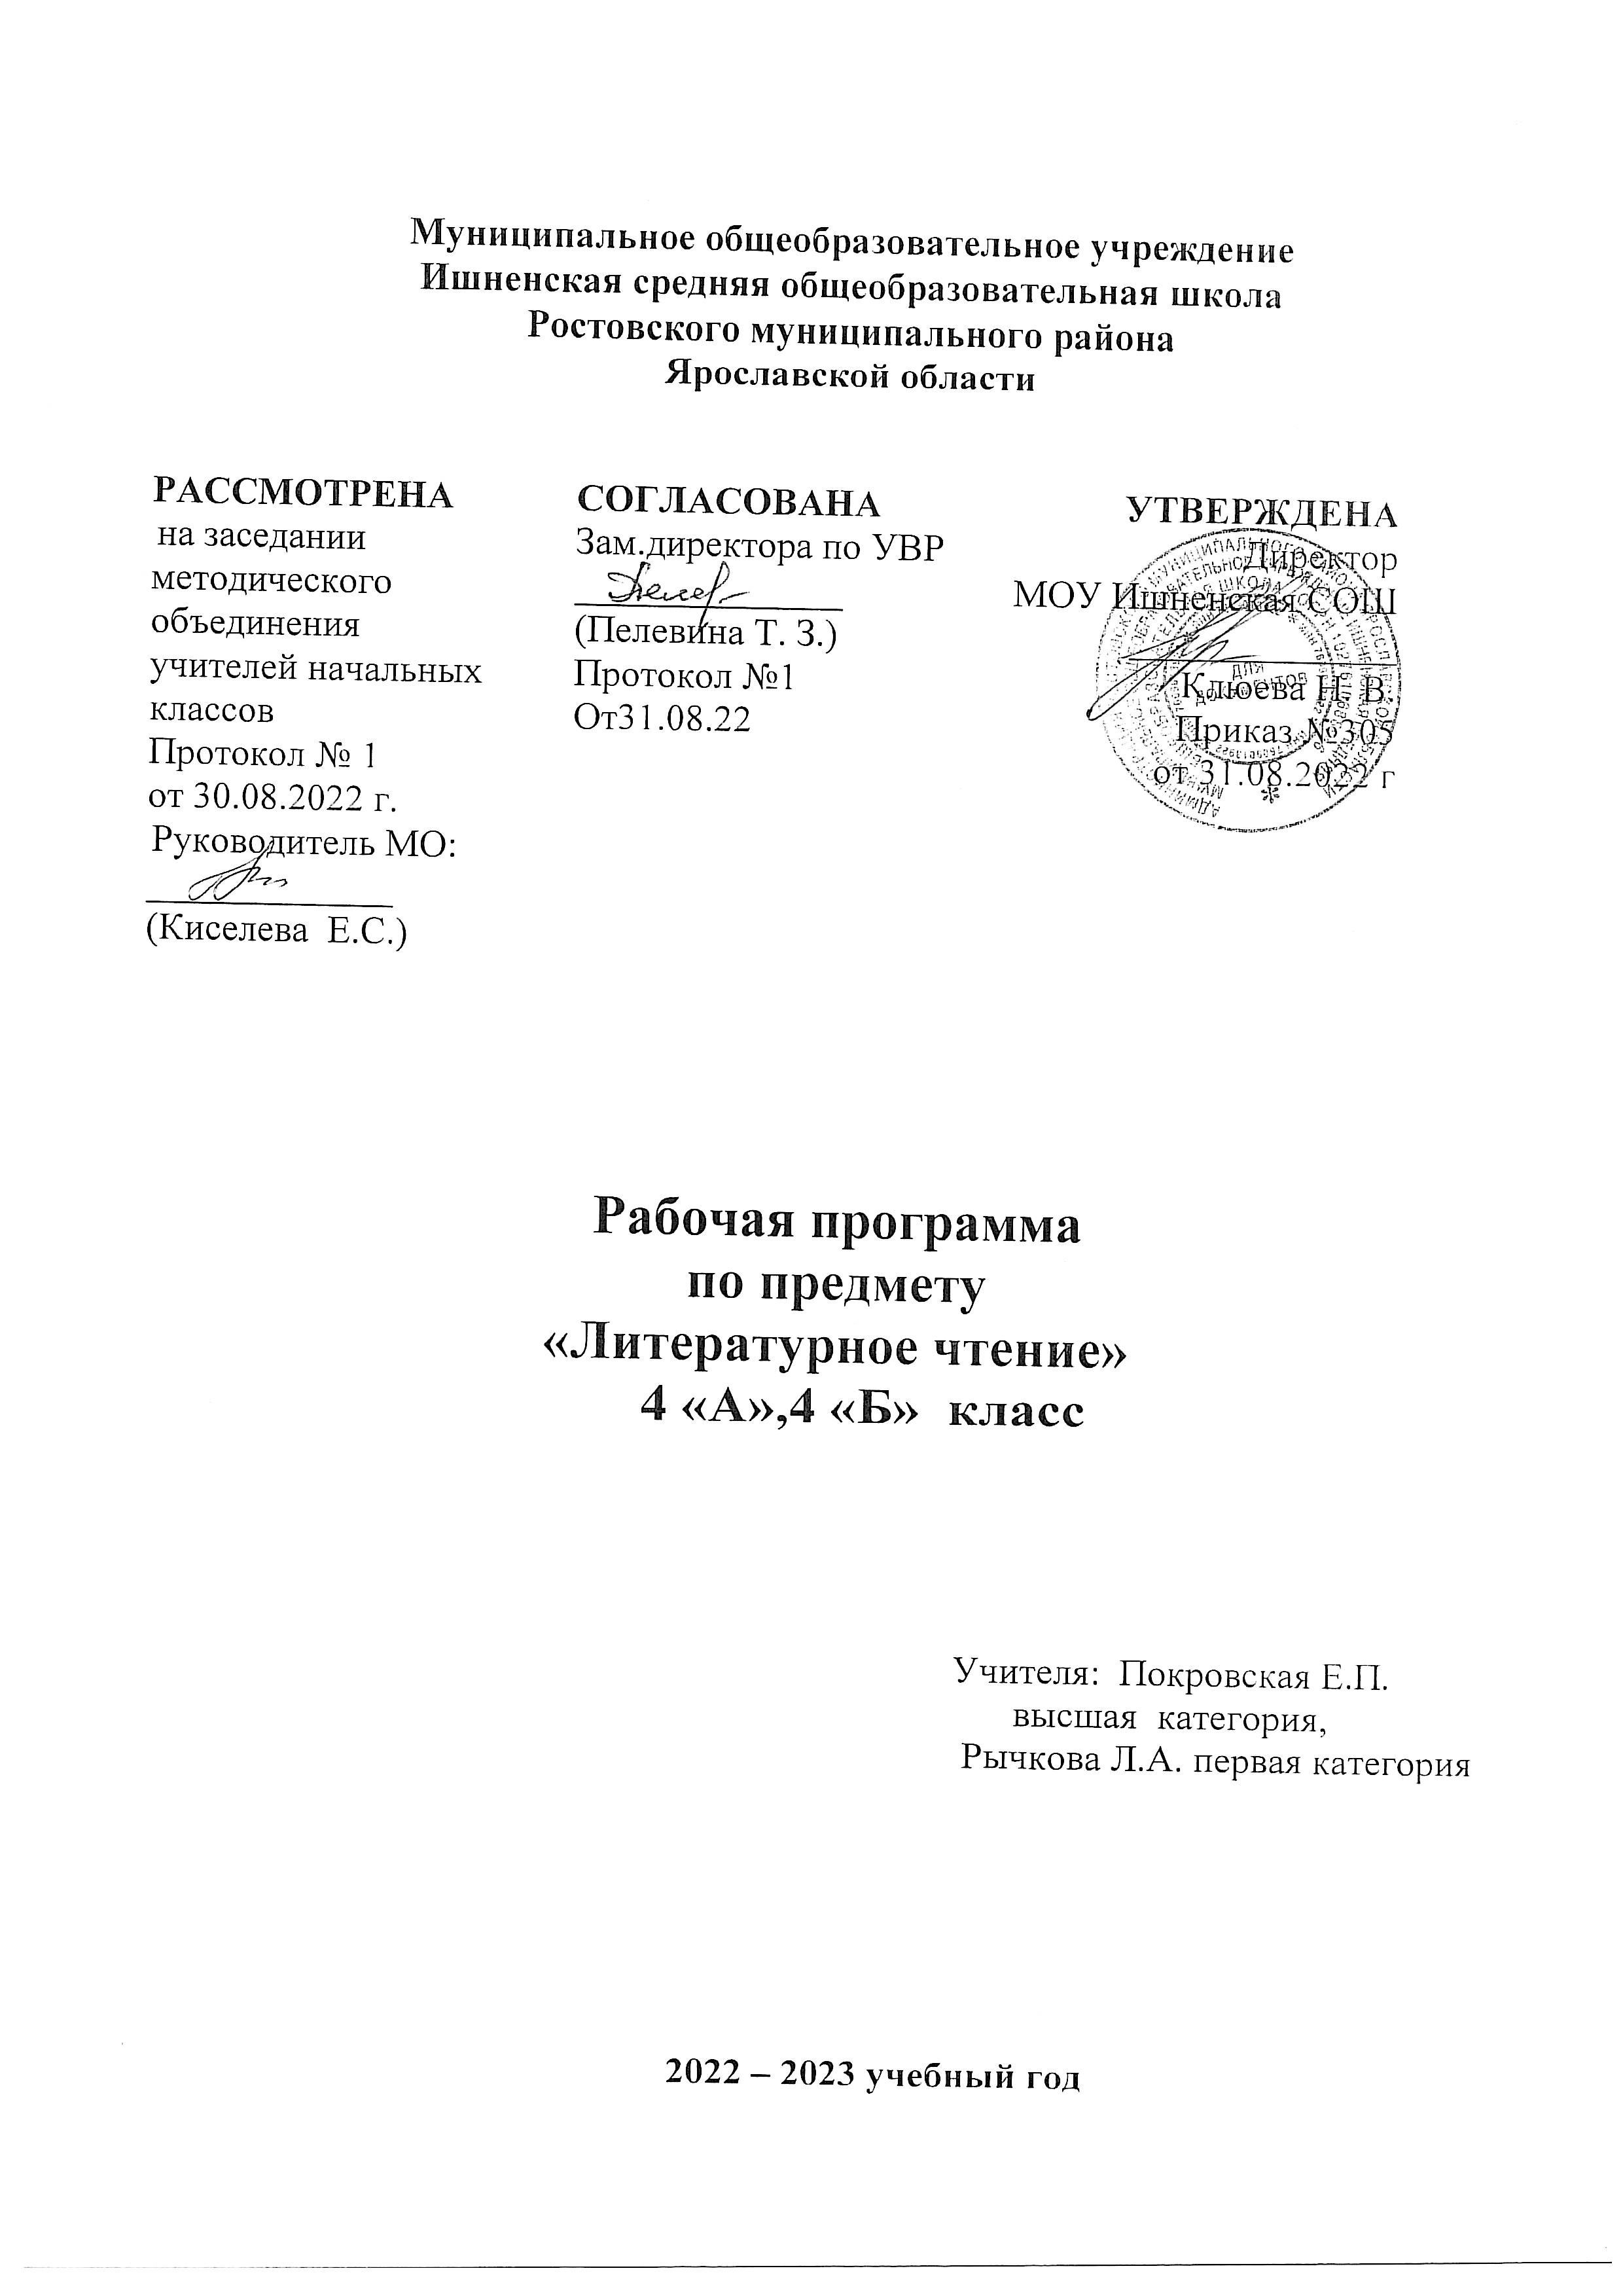 Муниципальное общеобразовательное учреждение
Ишненская средняя общеобразовательная школа
Ростовского муниципального района
Ярославской области
РАССМОТРЕНА
на заседании
методического
объединения
учителей начальных
классов
Протокол № 1
от 30.08.2022 г.
Руководитель МО:
(Киселева Е.С.)
СОГЛАСОВАНА
Зам.директора по УВР
(Пелевина Т. З.)
Протокол №1
От31.08.22
УТВЕРЖДЕНА
Директор
МОУ Ишненская СОШ
Клюева Н. В.
Приказ №305
от 31.08.2022 г
ДЛЯ
ДОКУМЕНТОВ
Рабочая программа
по предмету
«Литературное чтение»
4 «А»,4 «Б» класс
Учителя: Покровская Е.П.
высшая категория,
Рычкова Л.А. первая категория
2022 – 2023 учебный год